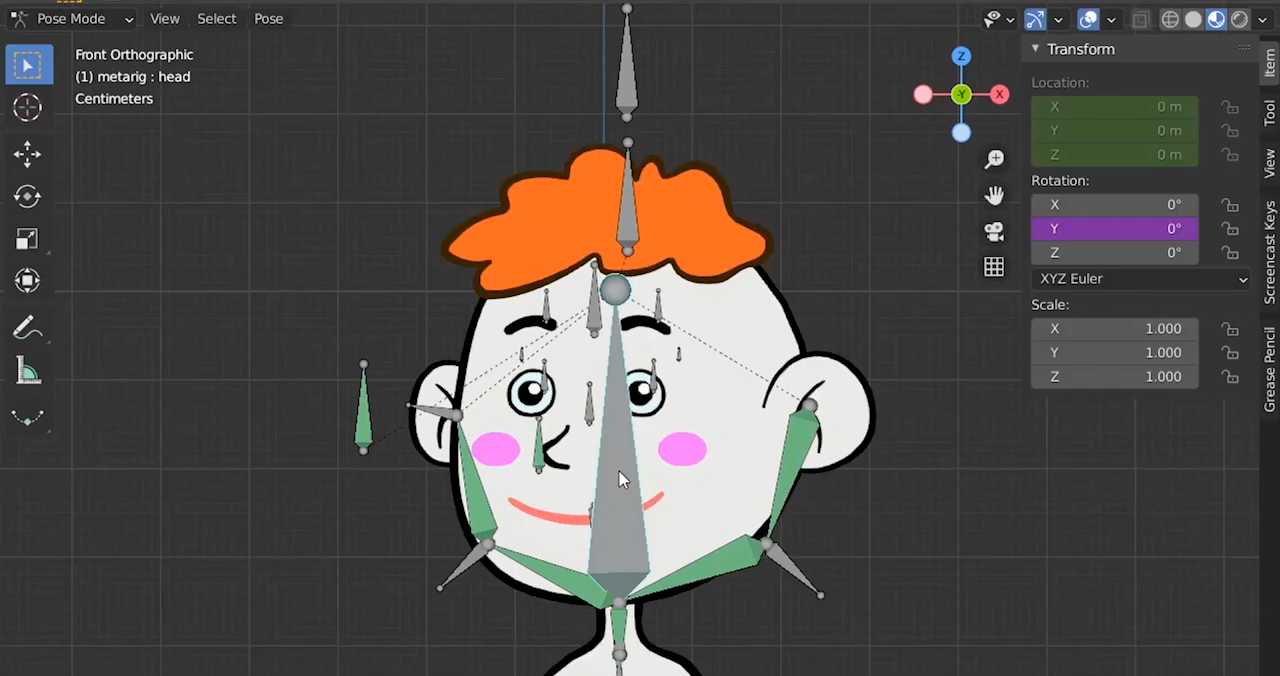 Pose Mode View Select Pose
Front Orthographic
(1) metarig : head
Centimeters
Z
-Y X
Transform
Location:
X 0 m
Y 0 m
Z 0 m
Rotation:
X 0°
Y 0°
Z 0°
XYZ Euler
Scale:
X 1.000
Y 1.000
Z 1.000
Item
Tool
View
Screencast Keys
Grease Pencil